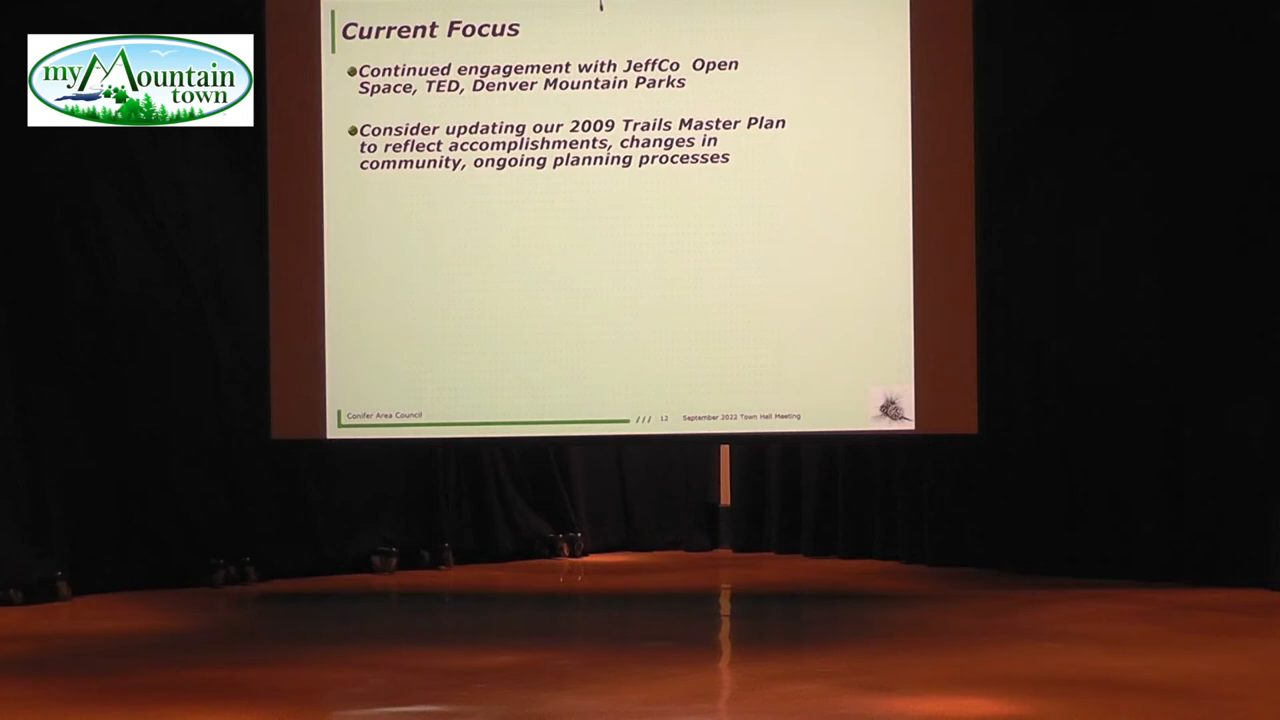 my Mountain
town
Current Focus
Continued engagement with JeffCo Open
Space, TED, Denver Mountain Parks
Consider updating our 2009 Trails Master Plan
to reflect accomplishments, changes in
community, ongoing planning processes
Conifer Area Council
/// 12 September 2022 Town Hall Meeting